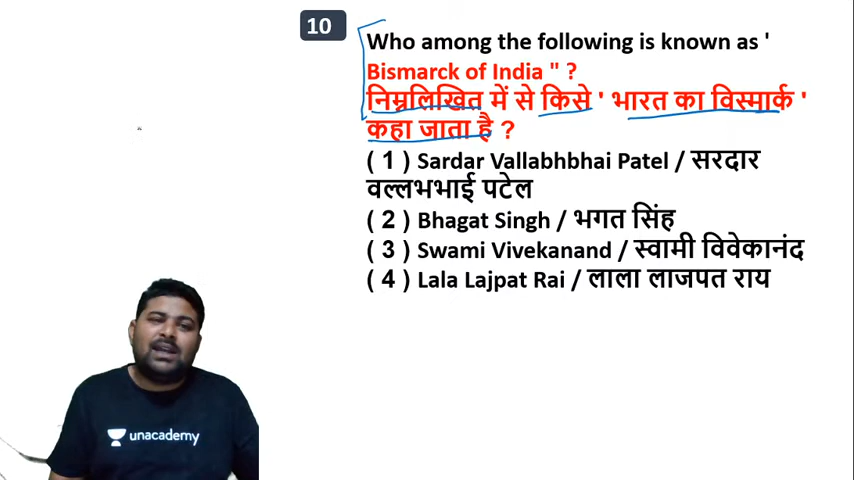 10
Who among the following is known as '
Bismarck of India " ?
निम्नलिखित में से किसे ' भारत का विस्मार्क '
कहा जाता है ?
( 1 ) Sardar Vallabhbhai Patel / सरदार
वल्लभभाई पटेल
( 2 ) Bhagat Singh / भगत सिंह
( 3 ) Swami Vivekanand / स्वामी विवेकानंद
( 4 ) Lala Lajpat Rai / लाला लाजपत राय
unacademy